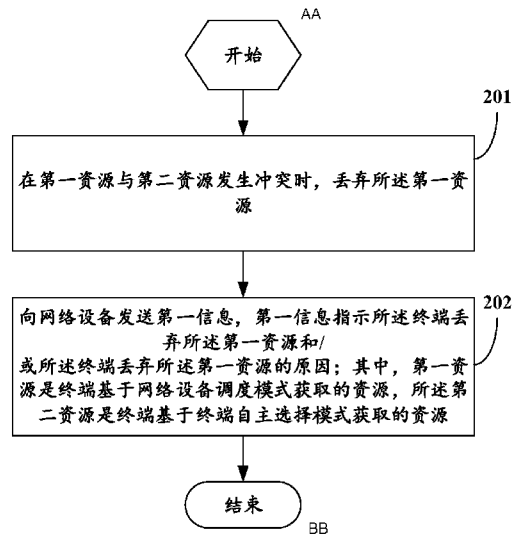 AA
开始
201
在第一资源与第二资源发生冲突时，丢弃所述第一资
源
202
向网络设备发送第一信息，第一信息指示所述终端丢
弃所述第一资源和/
或所述终端丢弃所述第一资源的原因；其中，第一资
源是终端基于网络设备调度模式获取的资源，所述第
二资源是终端基于终端自主选择模式获取的资源
结束
BB